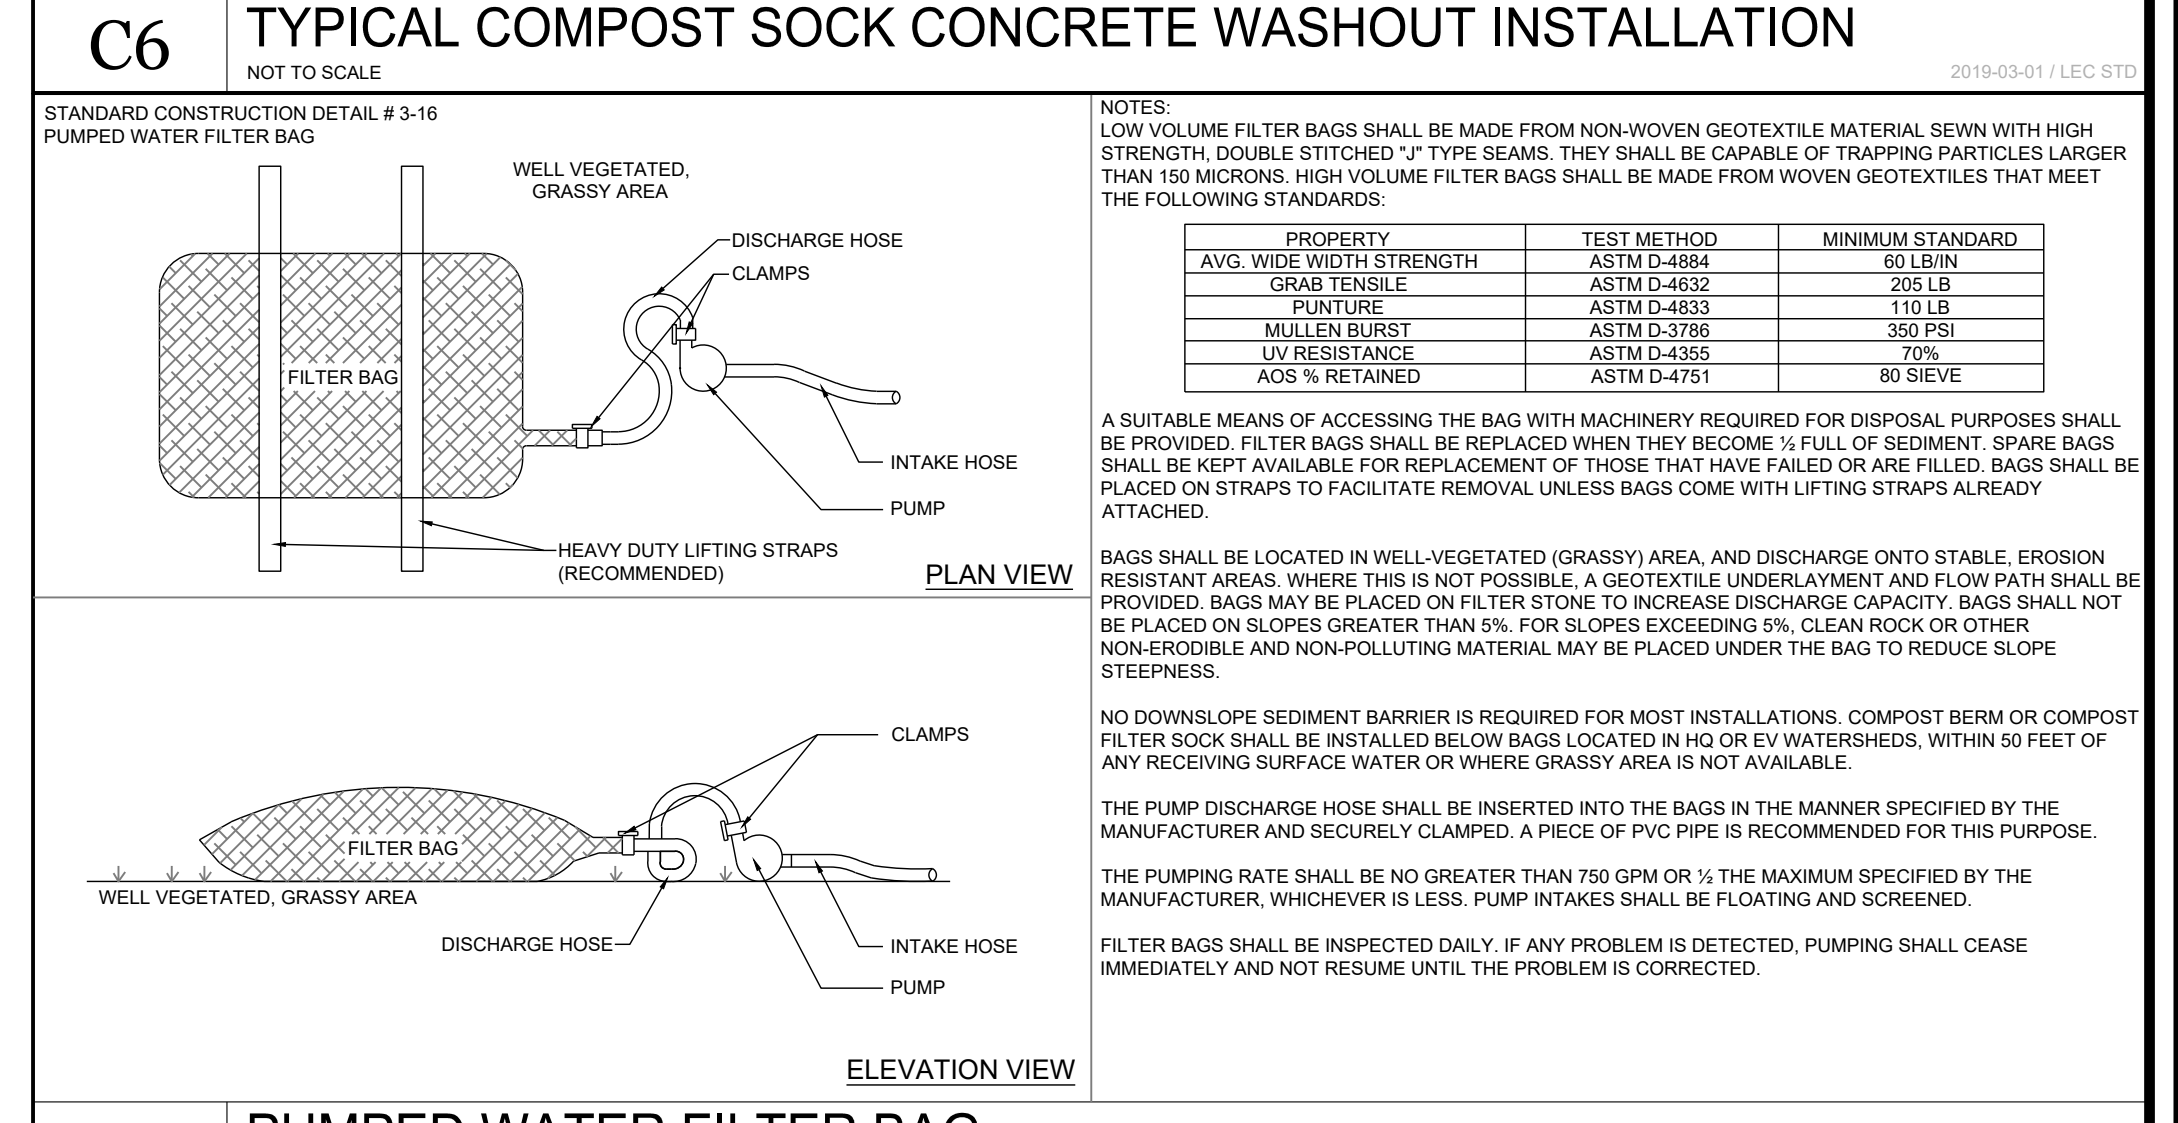 C6
TYPICAL COMPOST SOCK CONCRETE WASHOUT INSTALLATION
NOT TO SCALE
2019-03-01 / LEC STD
STANDARD CONSTRUCTION DETAIL # 3-16
PUMPED WATER FILTER BAG
WELL VEGETATED,
GRASSY AREA
DISCHARGE HOSE
CLAMPS
FILTER BAG
INTAKE HOSE
PUMP
HEAVY DUTY LIFTING STRAPS
(RECOMMENDED)
PLAN VIEW
CLAMPS
FILTER BAG
WELL VEGETATED, GRASSY AREA
DISCHARGE HOSE
INTAKE HOSE
PUMP
ELEVATION VIEW
NOTES:
LOW VOLUME FILTER BAGS SHALL BE MADE FROM NON-WOVEN GEOTEXTILE MATERIAL SEWN WITH HIGH
STRENGTH, DOUBLE STITCHED "J" TYPE SEAMS. THEY SHALL BE CAPABLE OF TRAPPING PARTICLES LARGER
THAN 150 MICRONS. HIGH VOLUME FILTER BAGS SHALL BE MADE FROM WOVEN GEOTEXTILES THAT MEET
THE FOLLOWING STANDARDS:
PROPERTY TEST METHOD MINIMUM STANDARD
AVG. WIDE WIDTH STRENGTH ASTM D-4884 60 LB/IN
GRAB TENSILE ASTM D-4632 205 LB
PUNTURE ASTM D-4833 110 LB
MULLEN BURST ASTM D-3786 350 PSI
UV RESISTANCE ASTM D-4355 70%
AOS % RETAINED ASTM D-4751 80 SIEVE
A SUITABLE MEANS OF ACCESSING THE BAG WITH MACHINERY REQUIRED FOR DISPOSAL PURPOSES SHALL
BE PROVIDED. FILTER BAGS SHALL BE REPLACED WHEN THEY BECOME ½ FULL OF SEDIMENT. SPARE BAGS
SHALL BE KEPT AVAILABLE FOR REPLACEMENT OF THOSE THAT HAVE FAILED OR ARE FILLED. BAGS SHALL BE
PLACED ON STRAPS TO FACILITATE REMOVAL UNLESS BAGS COME WITH LIFTING STRAPS ALREADY
ATTACHED.
BAGS SHALL BE LOCATED IN WELL-VEGETATED (GRASSY) AREA, AND DISCHARGE ONTO STABLE, EROSION
RESISTANT AREAS. WHERE THIS IS NOT POSSIBLE, A GEOTEXTILE UNDERLAYMENT AND FLOW PATH SHALL BE
PROVIDED. BAGS MAY BE PLACED ON FILTER STONE TO INCREASE DISCHARGE CAPACITY. BAGS SHALL NOT
BE PLACED ON SLOPES GREATER THAN 5%. FOR SLOPES EXCEEDING 5%, CLEAN ROCK OR OTHER
NON-ERODIBLE AND NON-POLLUTING MATERIAL MAY BE PLACED UNDER THE BAG TO REDUCE SLOPE
STEEPNESS.
NO DOWNSLOPE SEDIMENT BARRIER IS REQUIRED FOR MOST INSTALLATIONS. COMPOST BERM OR COMPOST
FILTER SOCK SHALL BE INSTALLED BELOW BAGS LOCATED IN HQ OR EV WATERSHEDS, WITHIN 50 FEET OF
ANY RECEIVING SURFACE WATER OR WHERE GRASSY AREA IS NOT AVAILABLE.
THE PUMP DISCHARGE HOSE SHALL BE INSERTED INTO THE BAGS IN THE MANNER SPECIFIED BY THE
MANUFACTURER AND SECURELY CLAMPED. A PIECE OF PVC PIPE IS RECOMMENDED FOR THIS PURPOSE.
THE PUMPING RATE SHALL BE NO GREATER THAN 750 GPM OR ½ THE MAXIMUM SPECIFIED BY THE
MANUFACTURER, WHICHEVER IS LESS. PUMP INTAKES SHALL BE FLOATING AND SCREENED.
FILTER BAGS SHALL BE INSPECTED DAILY. IF ANY PROBLEM IS DETECTED, PUMPING SHALL CEASE
IMMEDIATELY AND NOT RESUME UNTIL THE PROBLEM IS CORRECTED.
PUMPED WATER FILTER BAG